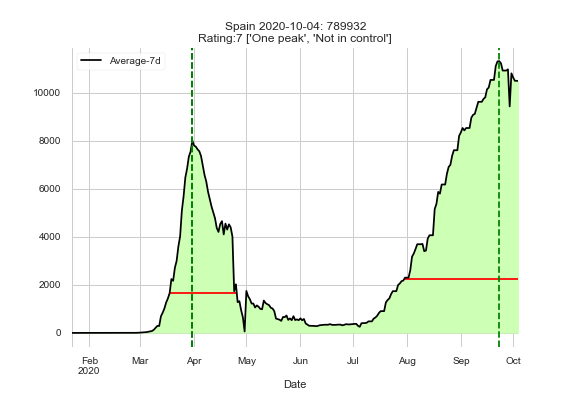 Spain 2020-10-04: 789932
Rating:7 ['One peak', 'Not in control']
Average-7d
10000
8000
6000
4000
2000
0
Feb Mar Apr May Jun Jul Aug Sep Oct
2020
Date